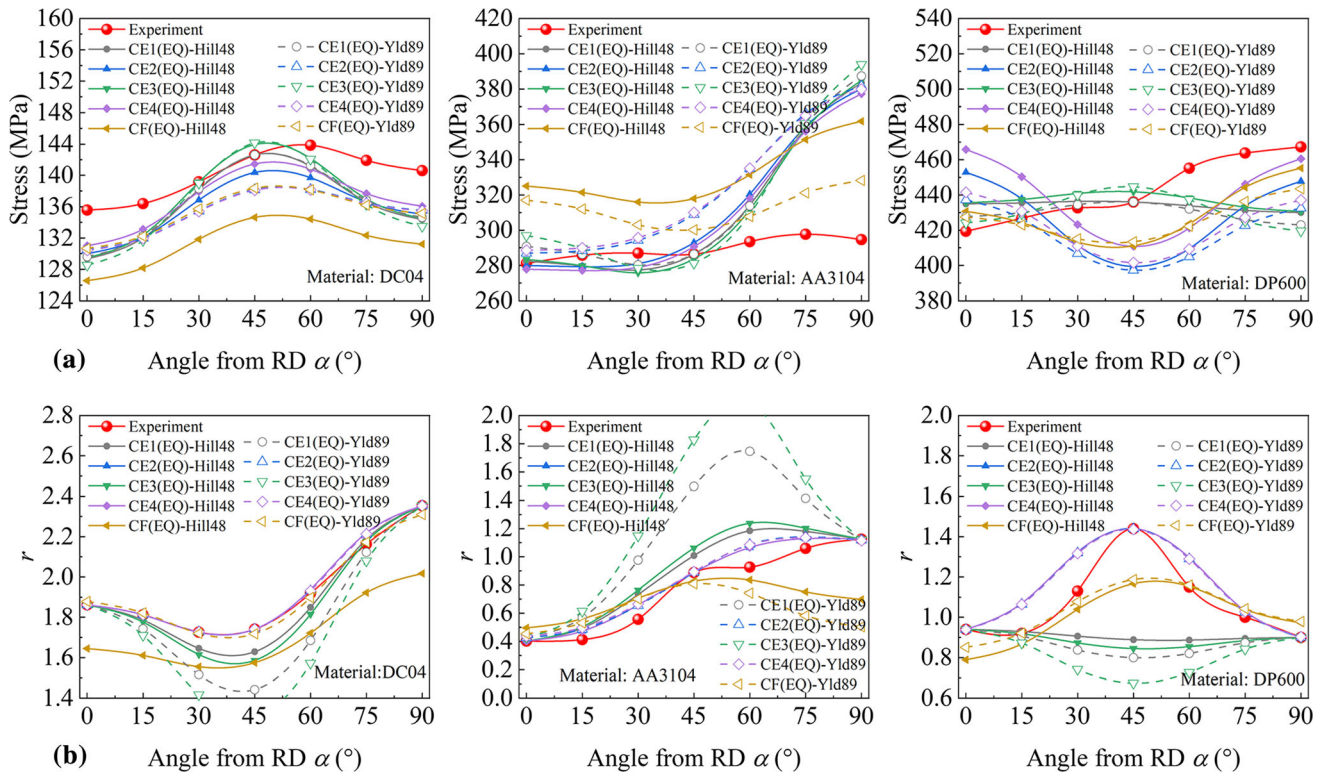 160
156
152
148
144
140
136
132
128
124
Stress (MPa)
Experiment
CE1(EQ)-Hill48
CE2(EQ)-Hill48
CE3(EQ)-Hill48
CE4(EQ)-Hill48
CF(EQ)-Hill48
CE1(EQ)-Yld89
CE2(EQ)-Yld89
CE3(EQ)-Yld89
CE4(EQ)-Yld89
CF(EQ)-Yld89
Material: DC04
0 15 30 45 60 75 90
Angle from RD α (°)
(a)
420
400
380
360
340
320
300
280
260
Stress (MPa)
Experiment
CE1(EQ)-Hill48
CE2(EQ)-Hill48
CE3(EQ)-Hill48
CE4(EQ)-Hill48
CF(EQ)-Hill48
CE1(EQ)-Yld89
CE2(EQ)-Yld89
CE3(EQ)-Yld89
CE4(EQ)-Yld89
CF(EQ)-Yld89
Material: AA3104
0 15 30 45 60 75 90
Angle from RD α (°)
540
520
500
480
460
440
420
400
380
Stress (MPa)
Experiment
CE1(EQ)-Hill48
CE2(EQ)-Hill48
CE3(EQ)-Hill48
CE4(EQ)-Hill48
CF(EQ)-Hill48
CE1(EQ)-Yld89
CE2(EQ)-Yld89
CE3(EQ)-Yld89
CE4(EQ)-Yld89
CF(EQ)-Yld89
Material: DP600
0 15 30 45 60 75 90
Angle from RD α (°)
2.8
2.6
2.4
2.2
2.0
1.8
1.6
1.4
r
Experiment
CE1(EQ)-Hill48
CE2(EQ)-Hill48
CE3(EQ)-Hill48
CE4(EQ)-Hill48
CF(EQ)-Hill48
CE1(EQ)-Yld89
CE2(EQ)-Yld89
CE3(EQ)-Yld89
CE4(EQ)-Yld89
CF(EQ)-Yld89
Material:DC04
0 15 30 45 60 75 90
Angle from RD α (°)
(b)
2.0
1.8
1.6
1.4
1.2
1.0
0.8
0.6
0.4
0.2
0.0
r
Experiment
CE1(EQ)-Hill48
CE2(EQ)-Hill48
CE3(EQ)-Hill48
CE4(EQ)-Hill48
CF(EQ)-Hill48
CE1(EQ)-Yld89
CE2(EQ)-Yld89
CE3(EQ)-Yld89
CE4(EQ)-Yld89
CF(EQ)-Yld89
Material: AA3104
0 15 30 45 60 75 90
Angle from RD α (°)
2.0
1.8
1.6
1.4
1.2
1.0
0.8
0.6
r
Experiment
CE1(EQ)-Hill48
CE2(EQ)-Hill48
CE3(EQ)-Hill48
CE4(EQ)-Hill48
CF(EQ)-Hill48
CE1(EQ)-Yld89
CE2(EQ)-Yld89
CE3(EQ)-Yld89
CE4(EQ)-Yld89
CF(EQ)-Yld89
Material: DP600
0 15 30 45 60 75 90
Angle from RD α (°)